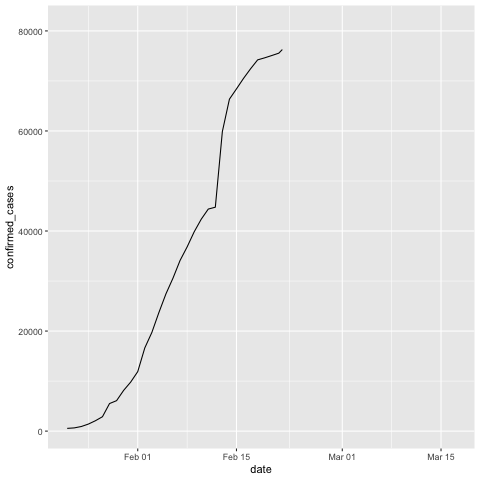 80000
60000
40000
20000
0
confirmed_cases
Feb 01
Feb 15
Mar 01
Mar 15
date